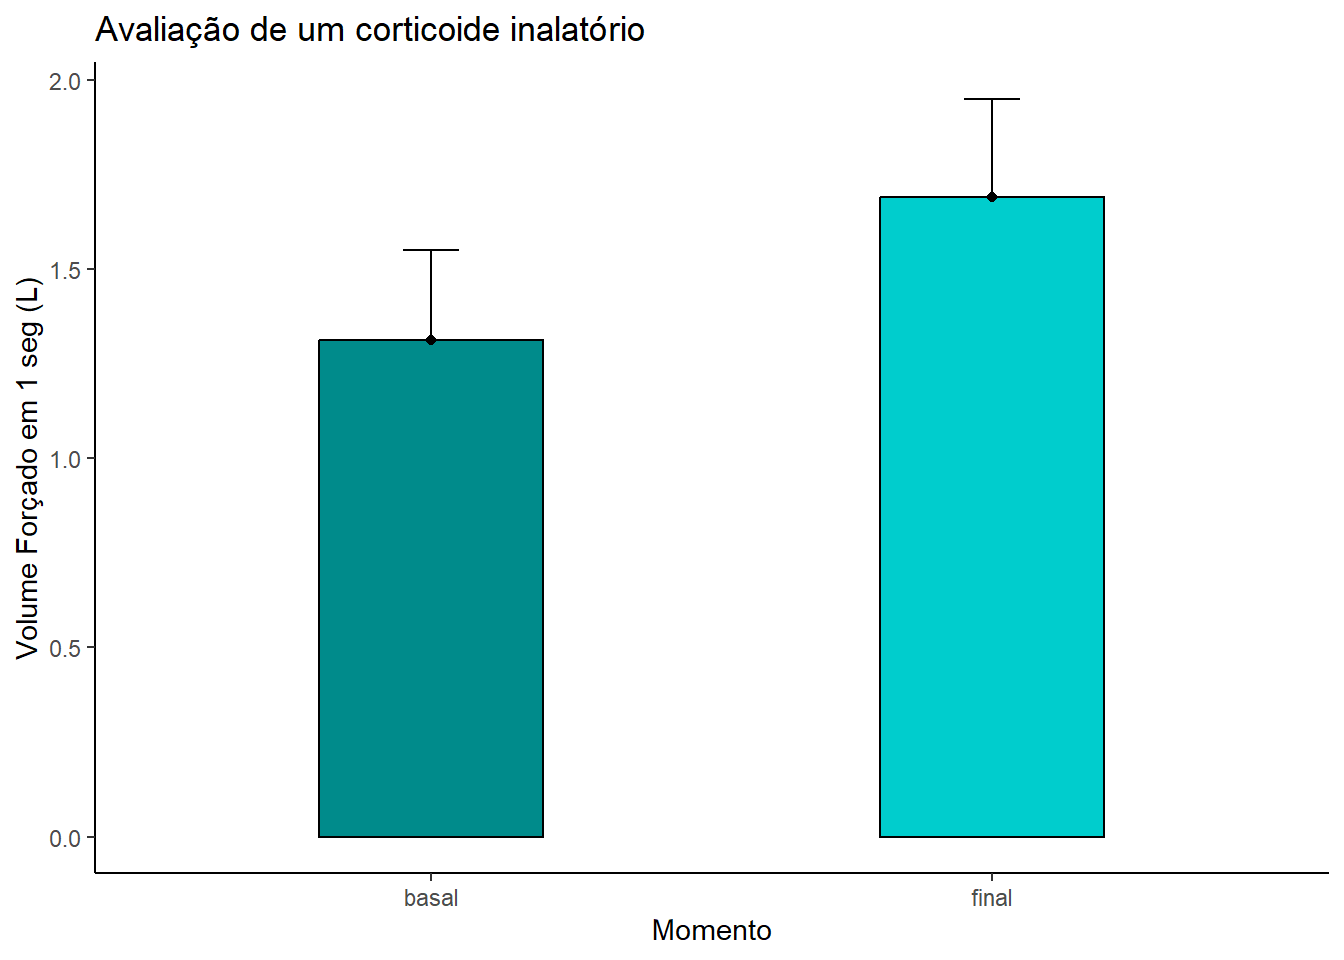 Avaliação de um corticoide inalatório
Volume Forçado em 1 seg (L)
2.0
1.5
1.0
0.5
0.0
basal
final
Momento